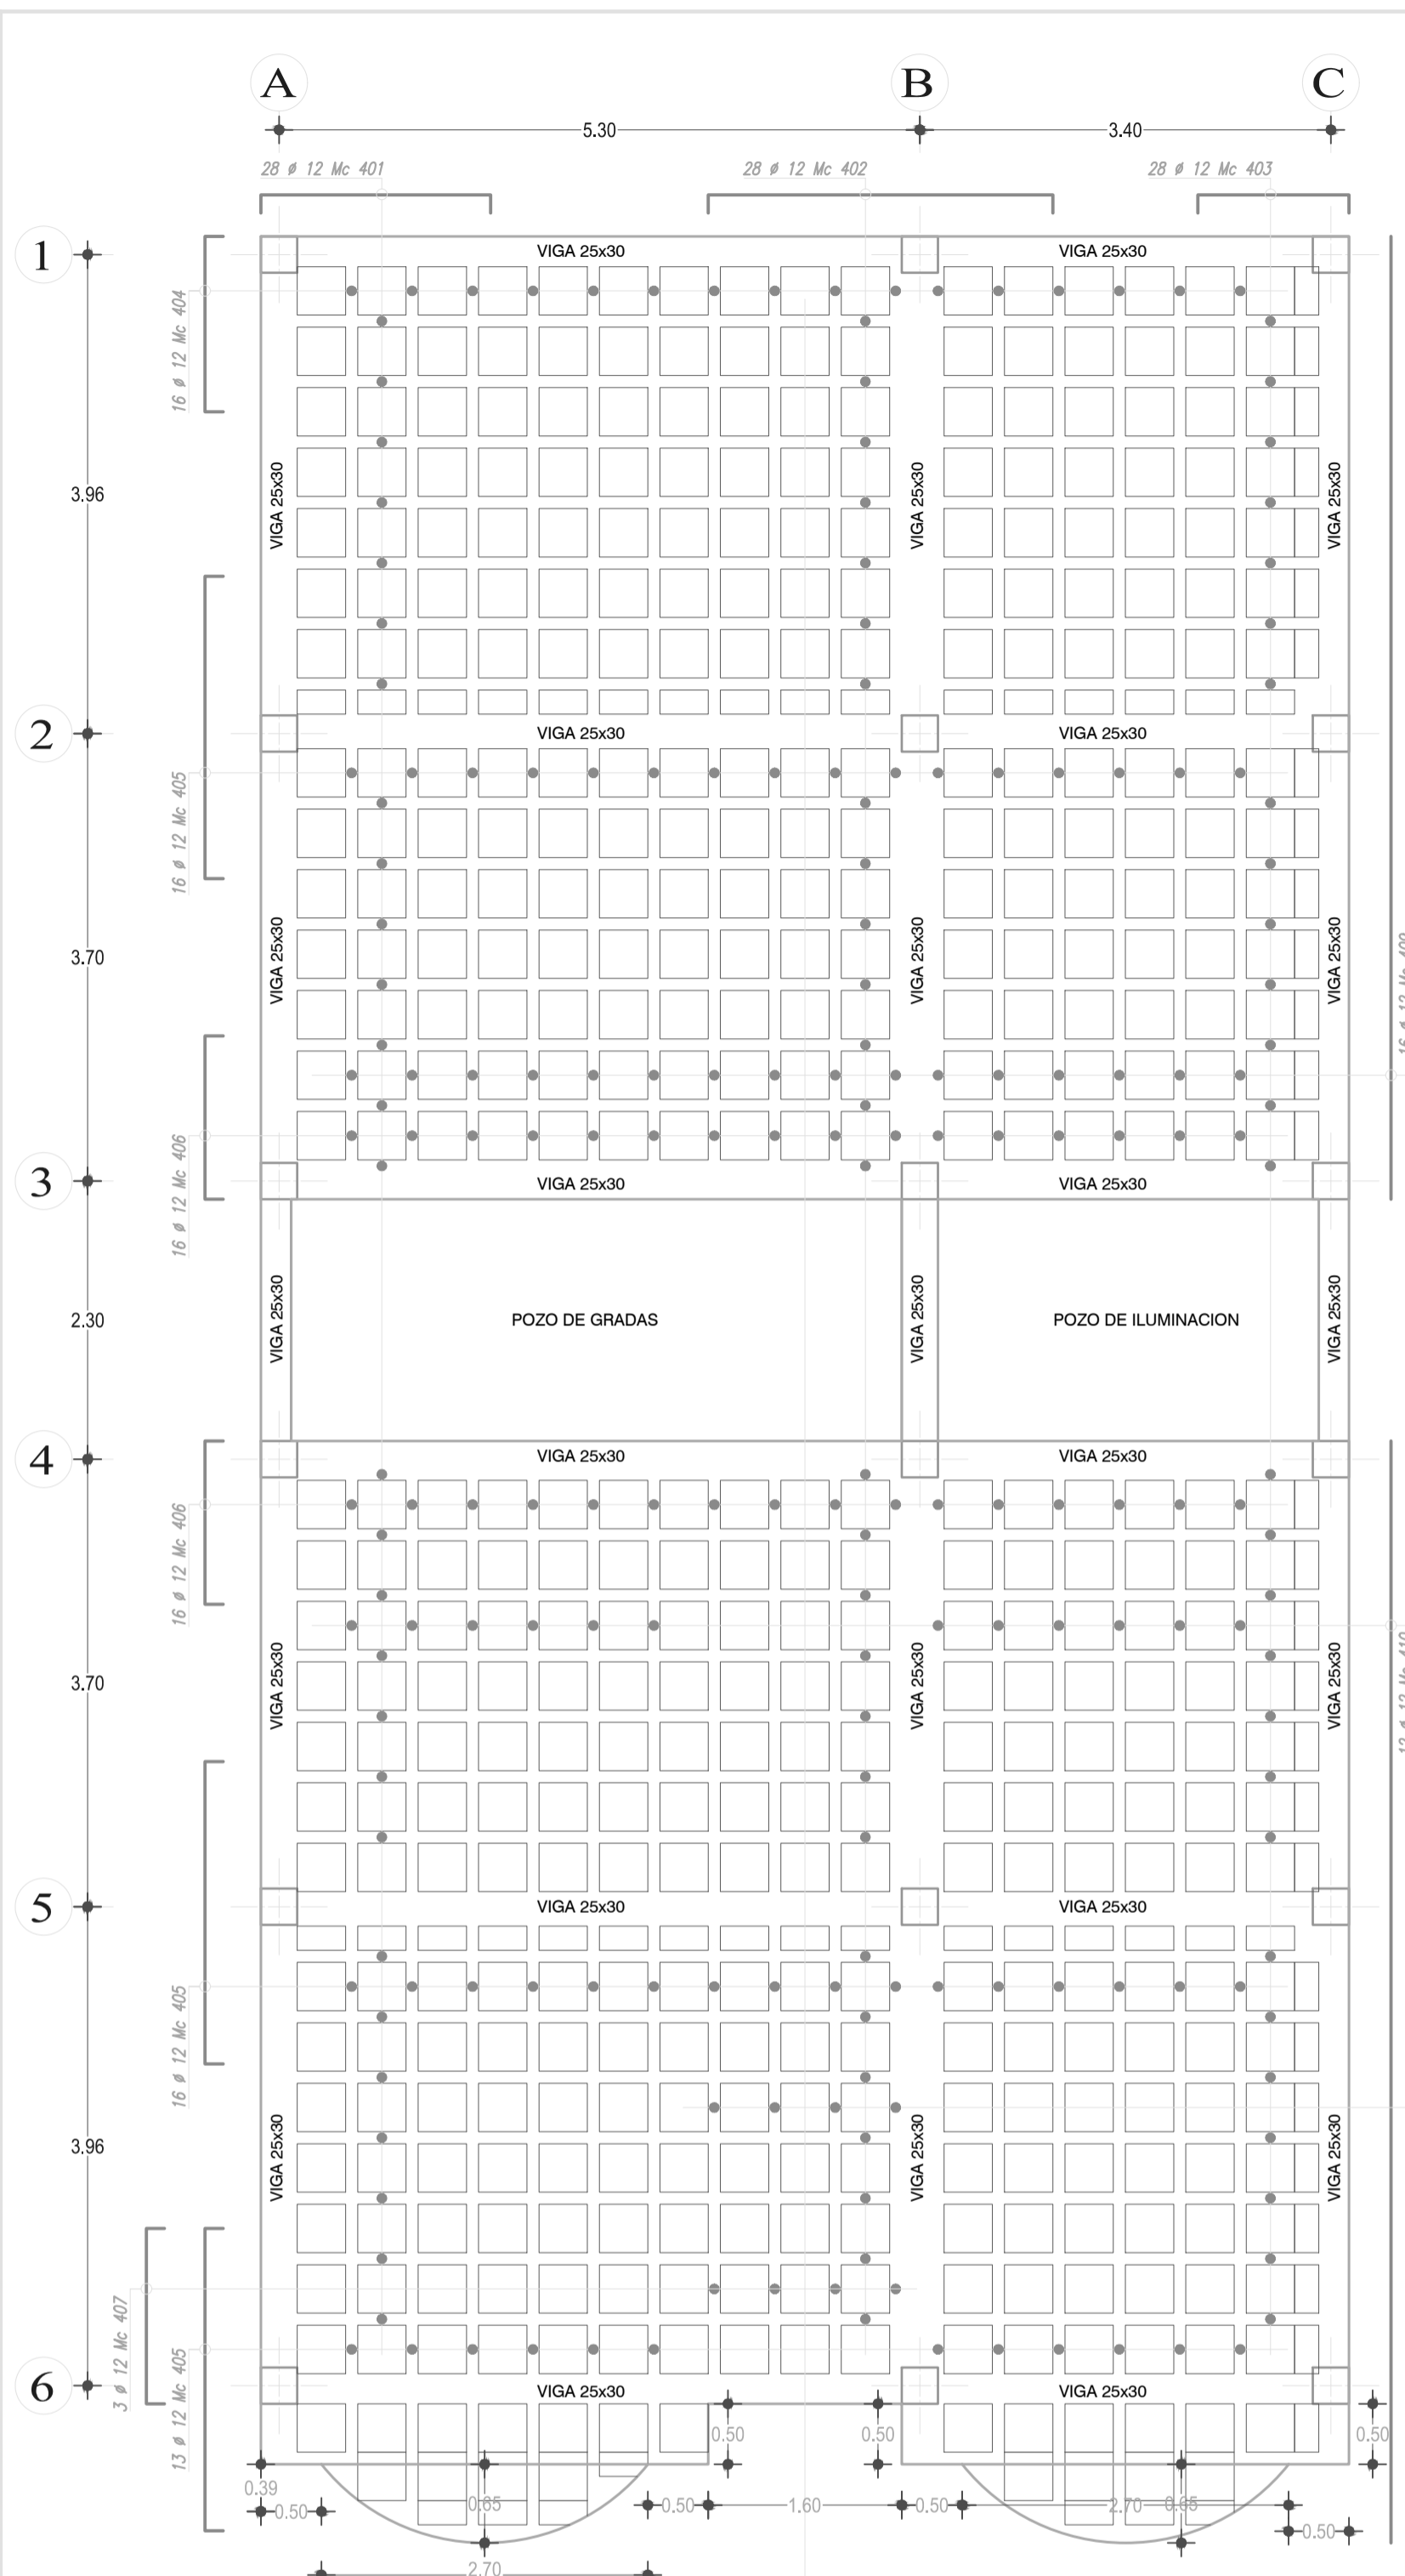 A B C
5.30 3.40
28 ø 12 Mc 401 28 ø 12 Mc 402 28 ø 12 Mc 403
1
VIGA 25x30 VIGA 25x30
16 ø 12 Mc 404
3.96
VIGA 25x30 VIGA 25x30 VIGA 25x30
2
VIGA 25x30 VIGA 25x30
16 ø 12 Mc 405
3.70
VIGA 25x30 VIGA 25x30 VIGA 25x30
16 ø 12 Mc 406
3
VIGA 25x30 VIGA 25x30
2.30
VIGA 25x30 POZO DE GRADAS VIGA 25x30 POZO DE ILUMINACION VIGA 25x30
4
VIGA 25x30 VIGA 25x30
16 ø 12 Mc 406
3.70
VIGA 25x30 VIGA 25x30 VIGA 25x30
5
VIGA 25x30 VIGA 25x30
16 ø 12 Mc 405
3.96
VIGA 25x30 VIGA 25x30 VIGA 25x30
3 ø 12 Mc 407
13 ø 12 Mc 405
6
VIGA 25x30 VIGA 25x30
0.50 0.50 0.50
0.39
0.50 0.65 0.50 1.60 0.50 2.70 0.65
0.50
2.70